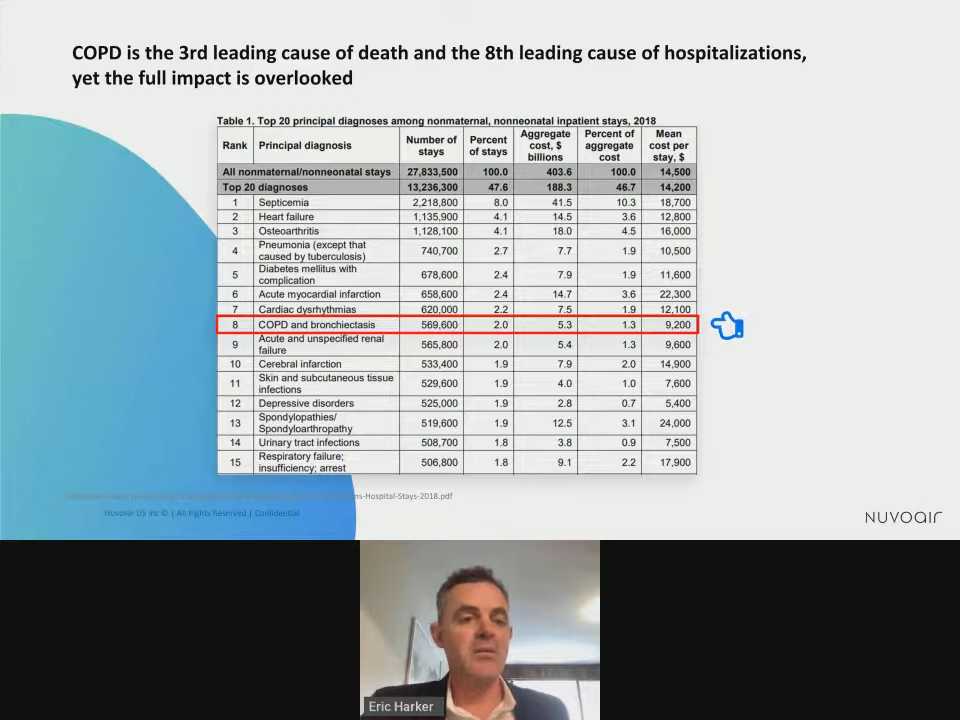 COPD is the 3rd leading cause of death and the 8th leading cause of hospitalizations,
yet the full impact is overlooked
Table 1. Top 20 principal diagnoses among nonmaternal, nonneonatal inpatient stays, 2018
Rank Principal diagnosis Number of stays Percent of stays Aggregate cost, $ billions Percent of aggregate cost Mean cost per stay, $
All nonmaternal/nonneonatal stays 27,833,500 100.0 403.6 100.0 14,500
Top 20 diagnoses 13,236,300 47.6 188.3 46.7 14,200
1 Septicemia 2,218,800 8.0 41.5 10.3 18,700
2 Heart failure 1,135,900 4.1 14.5 3.6 12,800
3 Osteoarthritis 1,128,100 4.1 18.0 4.5 16,000
4 Pneumonia (except that caused by tuberculosis) 740,700 2.7 7.7 1.9 10,500
5 Diabetes mellitus with complication 678,600 2.4 7.9 1.9 11,600
6 Acute myocardial infarction 658,600 2.4 14.7 3.6 22,300
7 Cardiac dysrhythmias 620,000 2.2 7.5 1.9 12,100
8 COPD and bronchiectasis 569,600 2.0 5.3 1.3 9,200
9 Acute and unspecified renal failure 565,800 2.0 5.4 1.3 9,600
10 Cerebral infarction 533,400 1.9 7.9 2.0 14,900
11 Skin and subcutaneous tissue infections 529,600 1.9 4.0 1.0 7,600
12 Depressive disorders 525,000 1.9 2.8 0.7 5,400
13 Spondylopathies/ Spondyloarthropathy 519,600 1.9 12.5 3.1 24,000
14 Urinary tract infections 508,700 1.8 3.8 0.9 7,500
15 Respiratory failure; insufficiency; arrest 506,800 1.8 9.1 2.2 17,900
ns-Hospital-Stays-2018.pdf
NuvoAir US Inc © | All Rights Reserved | Confidential
NUVOAIR
Eric Harker